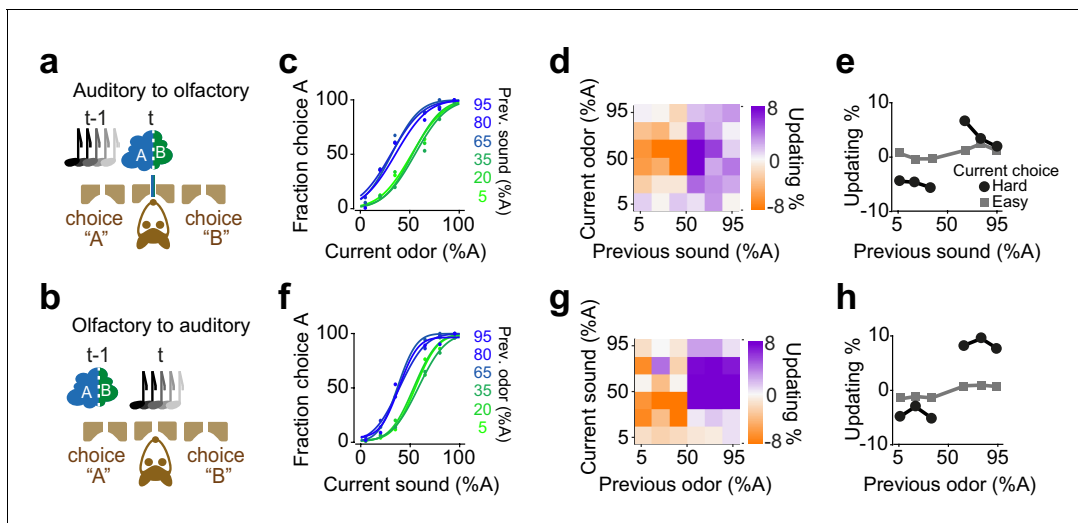 a
Auditory to olfactory
t-1
t
A
B
choice
"A"
choice
"B"
c
Fraction choice A
100
50
0
0
50
100
Current odor (%A)
95
80
65
35
20
5
Prev. sound (%A)
d
Current odor (%A)
95
50
5
5
50
95
Previous sound (%A)
8
-8
Updating %
e
Updating %
10
0
-10
Current choice
Hard
Easy
5
50
95
Previous sound (%A)
b
Olfactory to auditory
t-1
t
A
B
choice
"A"
choice
"B"
f
Fraction choice A
100
50
0
0
50
100
Current sound (%A)
95
80
65
35
20
5
Prev. odor (%A)
g
Current sound (%A)
95
50
5
5
50
95
Previous odor (%A)
8
-8
Updating %
h
Updating %
10
0
-10
5
50
95
Previous odor (%A)